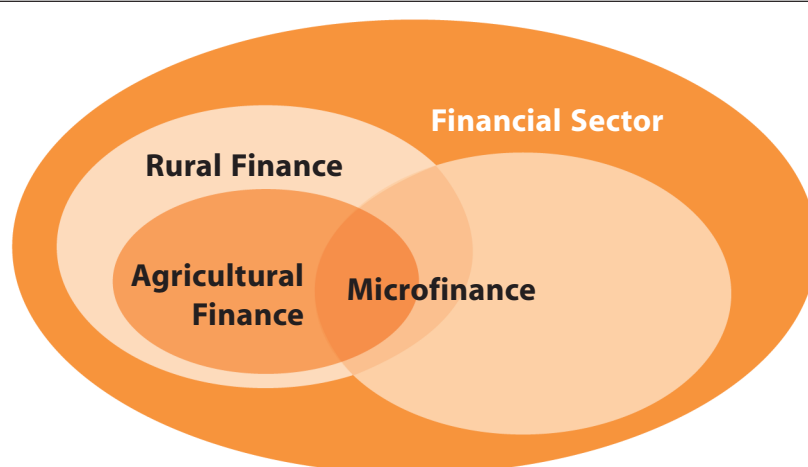 Financial Sector
Rural Finance
Agricultural
Finance
Microfinance